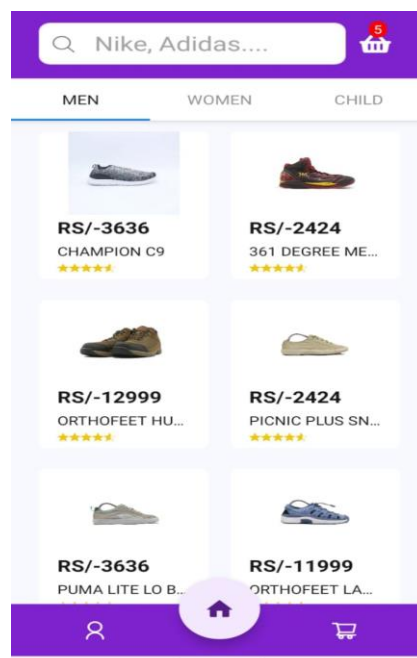 Nike, Adidas....
5
MEN WOMEN CHILD
RS/-3636 RS/-2424
CHAMPION C9 361 DEGREE ME...
RS/-12999 RS/-2424
ORTHOFEET HU... PICNIC PLUS SN...
RS/-3636 RS/-11999
PUMA LITE LO B... ORTHOFEET LA...